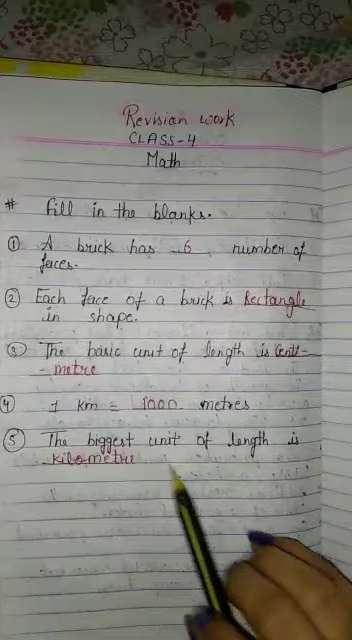 Revision work
CLASS-4
Math
# Fill in the blanks.
① A brick has 6 number of
faces.
② Each face of a brick is Rectangle
in shape.
③ The basic unit of length is Centi-
- metre
④ 1 km = 1000 metres
⑤ The biggest unit of length is
kilometre